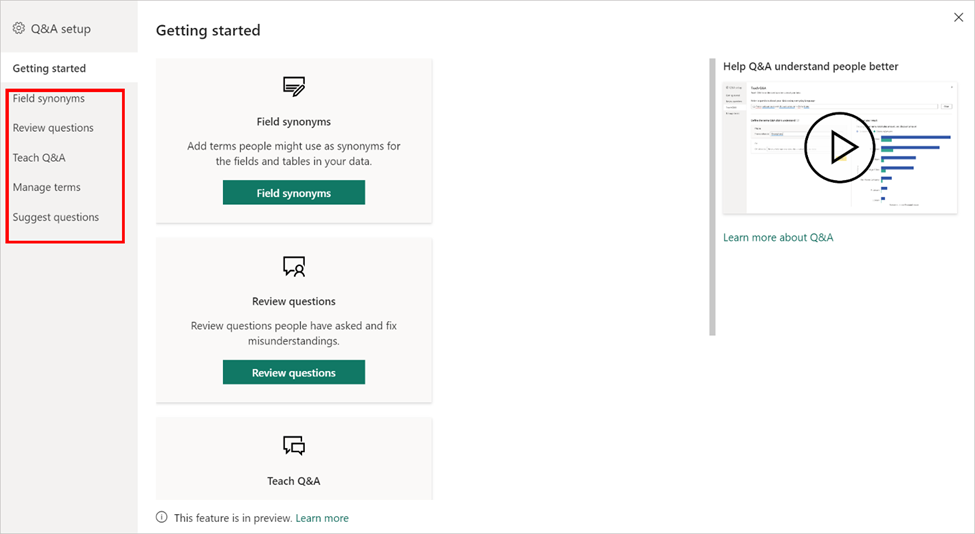 Q&A setup
Getting started
Field synonyms
Review questions
Teach Q&A
Manage terms
Suggest questions
Getting started
Field synonyms
Add terms people might use as synonyms for
the fields and tables in your data.
Field synonyms
Review questions
Review questions people have asked and fix
misunderstandings.
Review questions
Teach Q&A
This feature is in preview. Learn more
Help Q&A understand people better
Learn more about Q&A